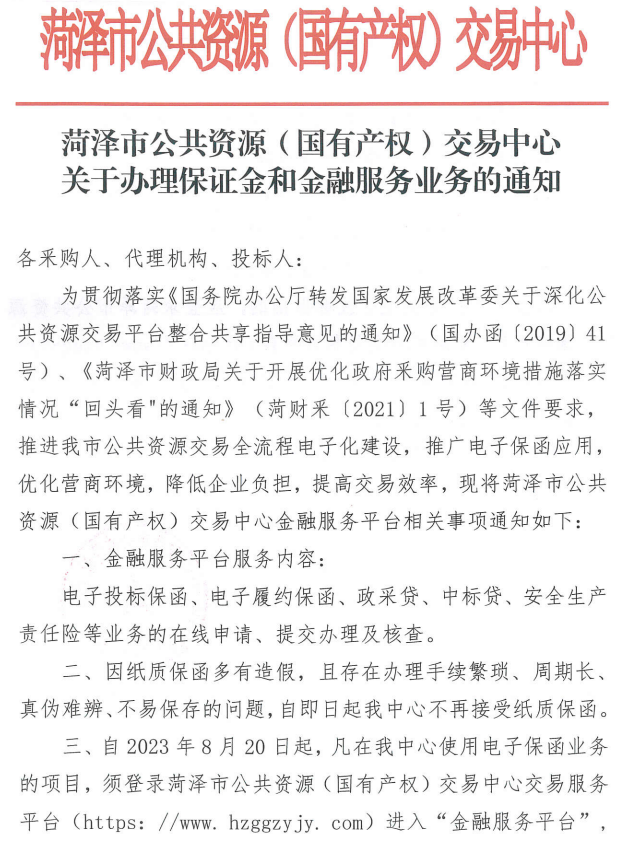 菏泽市公共资源（国有产权）交易中心
菏泽市公共资源（国有产权）交易中心
关于办理保证金和金融服务业务的通知
各采购人、代理机构、投标人：
为贯彻落实《国务院办公厅转发国家发展改革委关于深化公
共资源交易平台整合共享指导意见的通知》（国办函〔2019〕41
号）、《菏泽市财政局关于开展优化政府采购营商环境措施落实
情况“回头看"的通知》（菏财采〔2021〕1 号）等文件要求，
推进我市公共资源交易全流程电子化建设，推广电子保函应用，
优化营商环境，降低企业负担，提高交易效率，现将菏泽市公共
资源（国有产权）交易中心金融服务平台相关事项通知如下：
一、金融服务平台服务内容：
电子投标保函、电子履约保函、政采贷、中标贷、安全生产
责任险等业务的在线申请、提交办理及核查。
二、因纸质保函多有造假，且存在办理手续繁琐、周期长、
真伪难辨、不易保存的问题，自即日起我中心不再接受纸质保函。
三、自 2023 年 8 月 20 日起，凡在我中心使用电子保函业务
的项目，须登录菏泽市公共资源（国有产权）交易中心交易服务
平台（https：//www. hzggzyjy. com）进入“金融服务平台”，